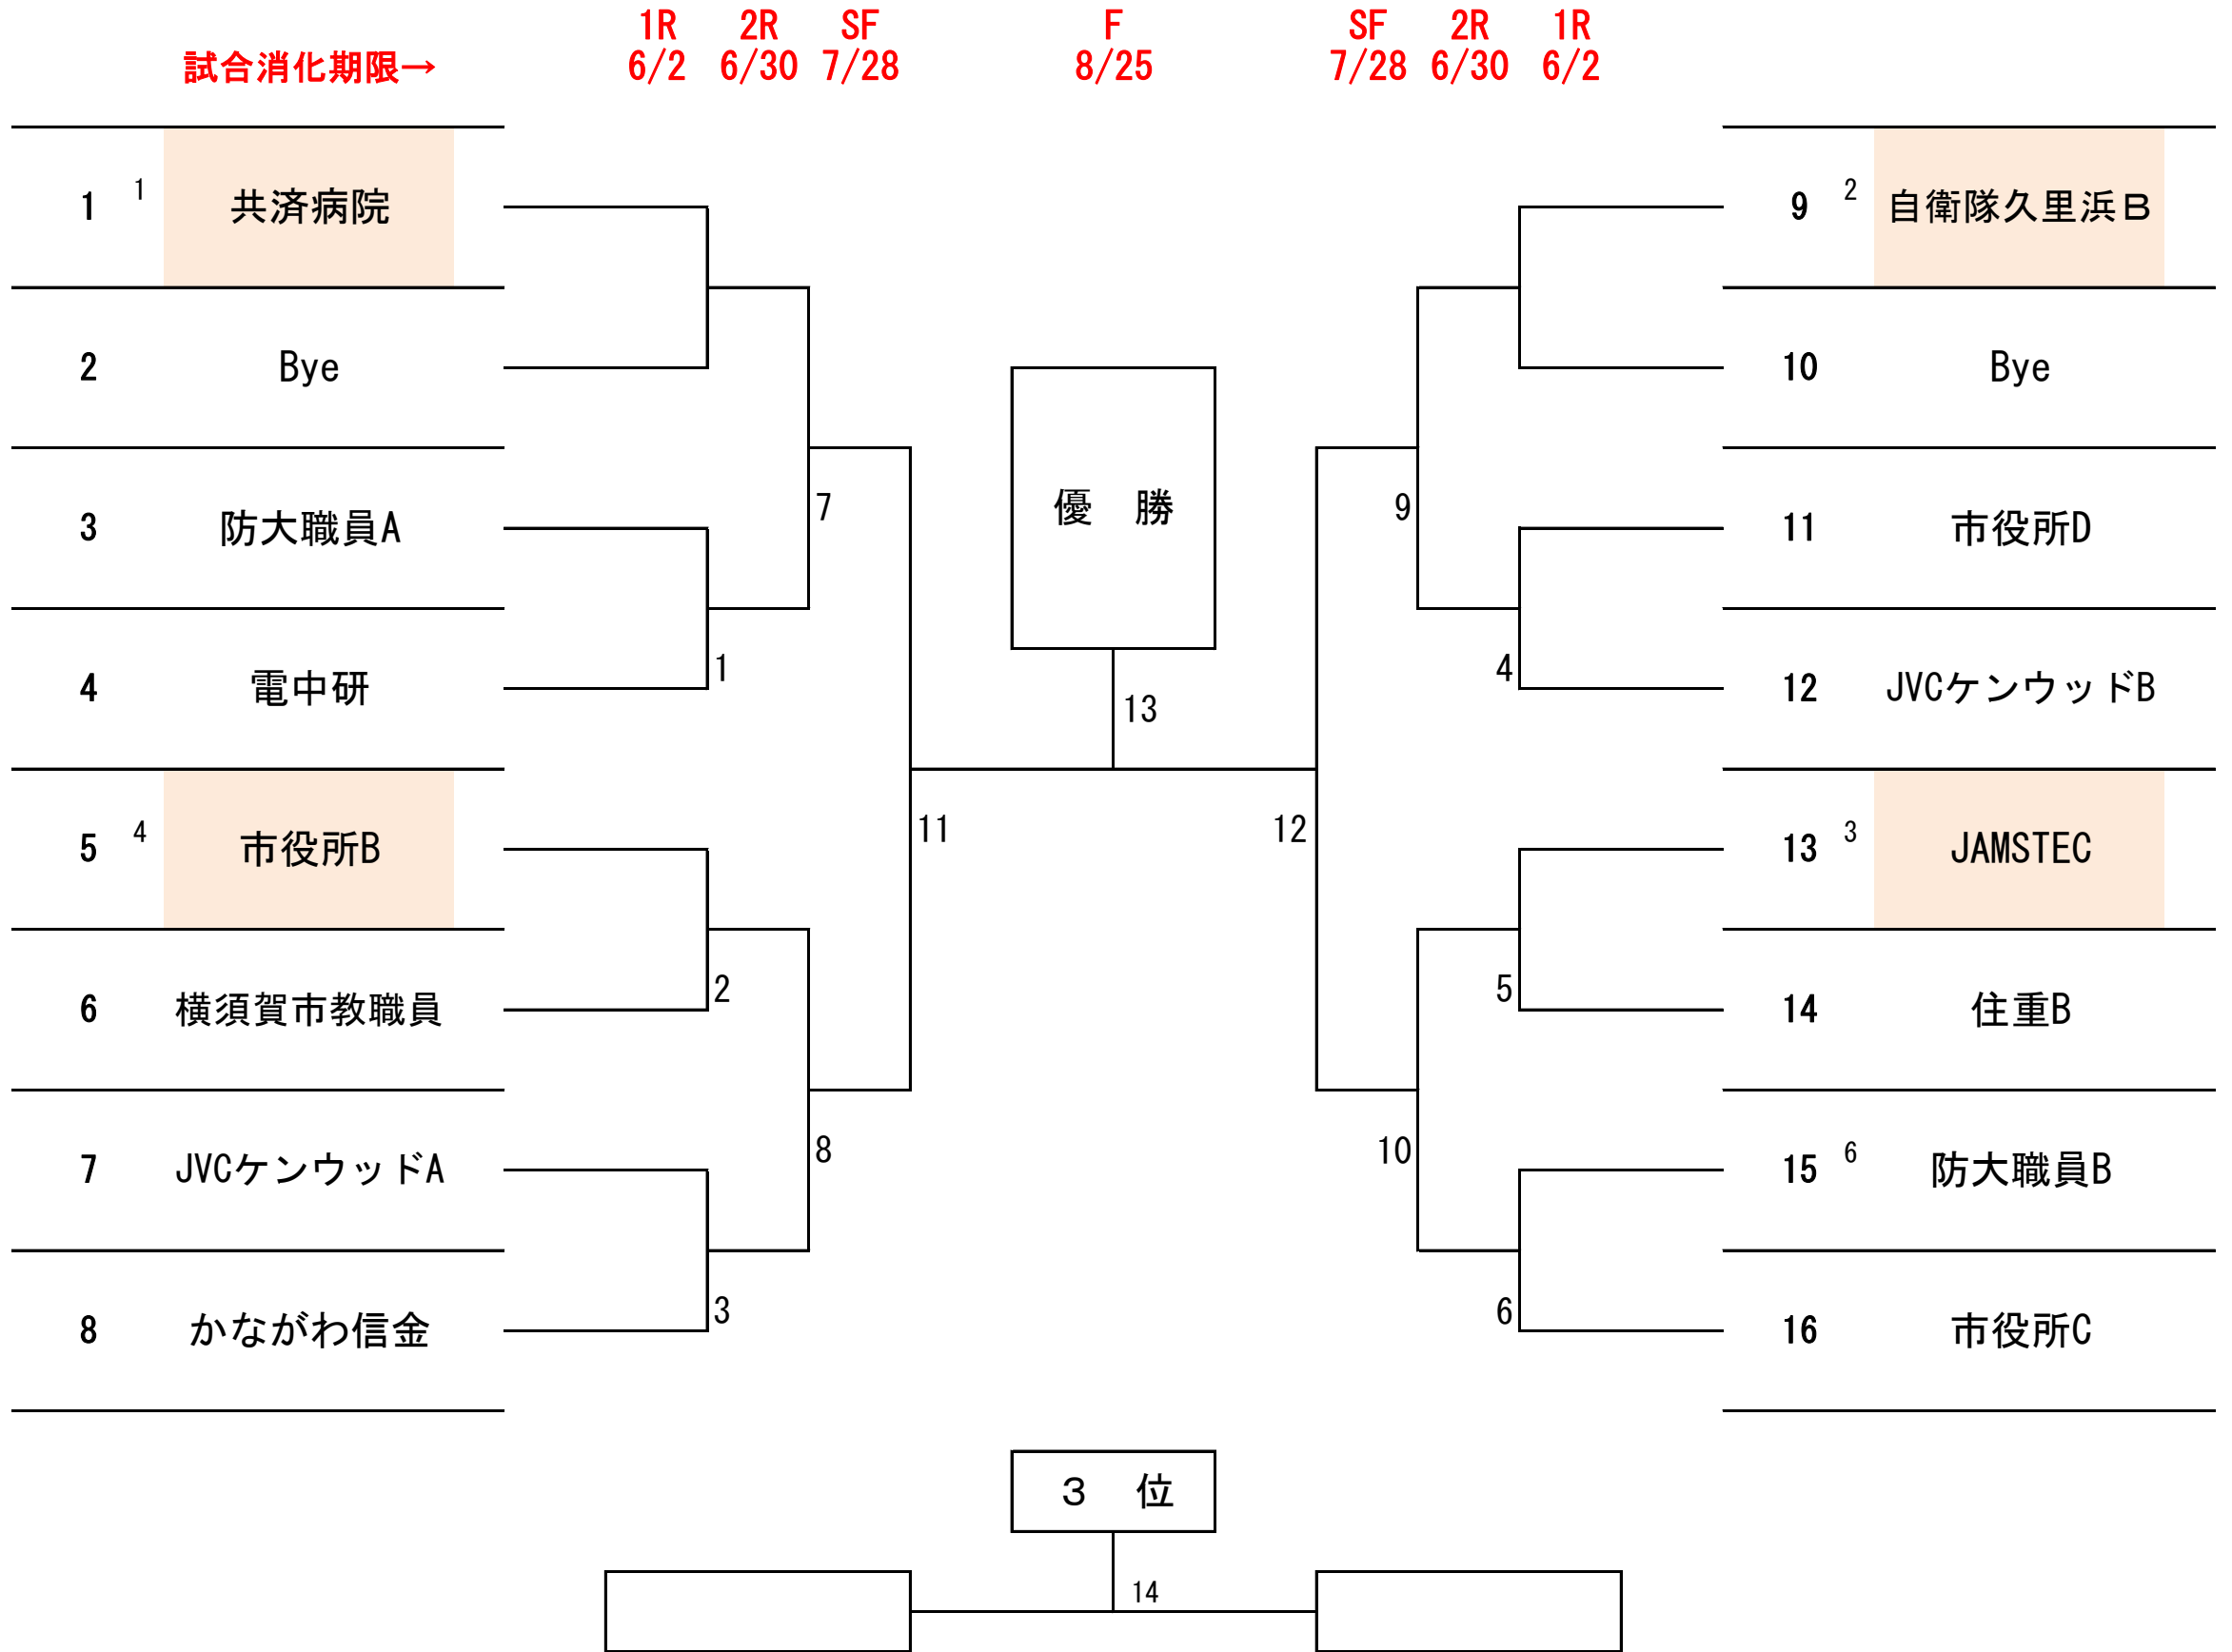 1R 2R SF F SF 2R 1R
試合消化期限→ 6/2 6/30 7/28 8/25 7/28 6/30 6/2
1 1 共済病院
2 Bye
3 防大職員A
4 電中研
5 4 市役所B
6 横須賀市教職員
7 JVCケンウッドA
8 かながわ信金
7
1
2
8
3
11
優 勝
13
12
9
4
5
10
6
9 2 自衛隊久里浜Ｂ
10 Bye
11 市役所D
12 JVCケンウッドB
13 3 JAMSTEC
14 住重B
15 6 防大職員B
16 市役所C
３ 位
14